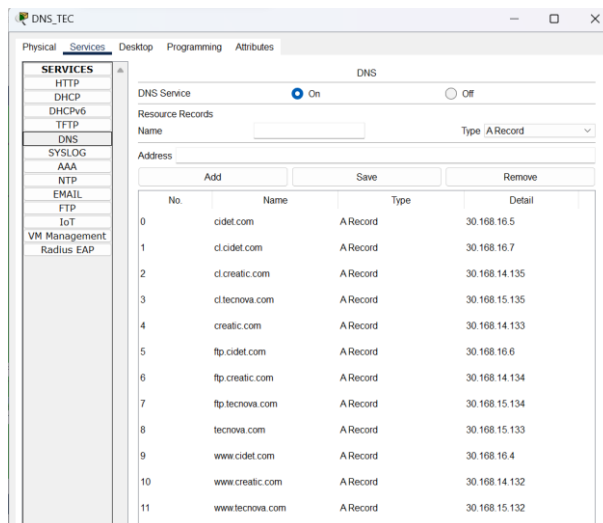 DNS_TEC
Physical Services Desktop Programming Attributes
SERVICES
HTTP
DHCP
DHCPv6
TFTP
DNS
SYSLOG
AAA
NTP
EMAIL
FTP
IoT
VM Management
Radius EAP
DNS
DNS Service On Off
Resource Records
Name Type A Record
Address
Add Save Remove
No. Name Type Detail
0 cidet.com A Record 30.168.16.5
1 cl.cidet.com A Record 30.168.16.7
2 cl.creatic.com A Record 30.168.14.135
3 cl.tecnova.com A Record 30.168.15.135
4 creatic.com A Record 30.168.14.133
5 ftp.cidet.com A Record 30.168.16.6
6 ftp.creatic.com A Record 30.168.14.134
7 ftp.tecnova.com A Record 30.168.15.134
8 tecnova.com A Record 30.168.15.133
9 www.cidet.com A Record 30.168.16.4
10 www.creatic.com A Record 30.168.14.132
11 www.tecnova.com A Record 30.168.15.132